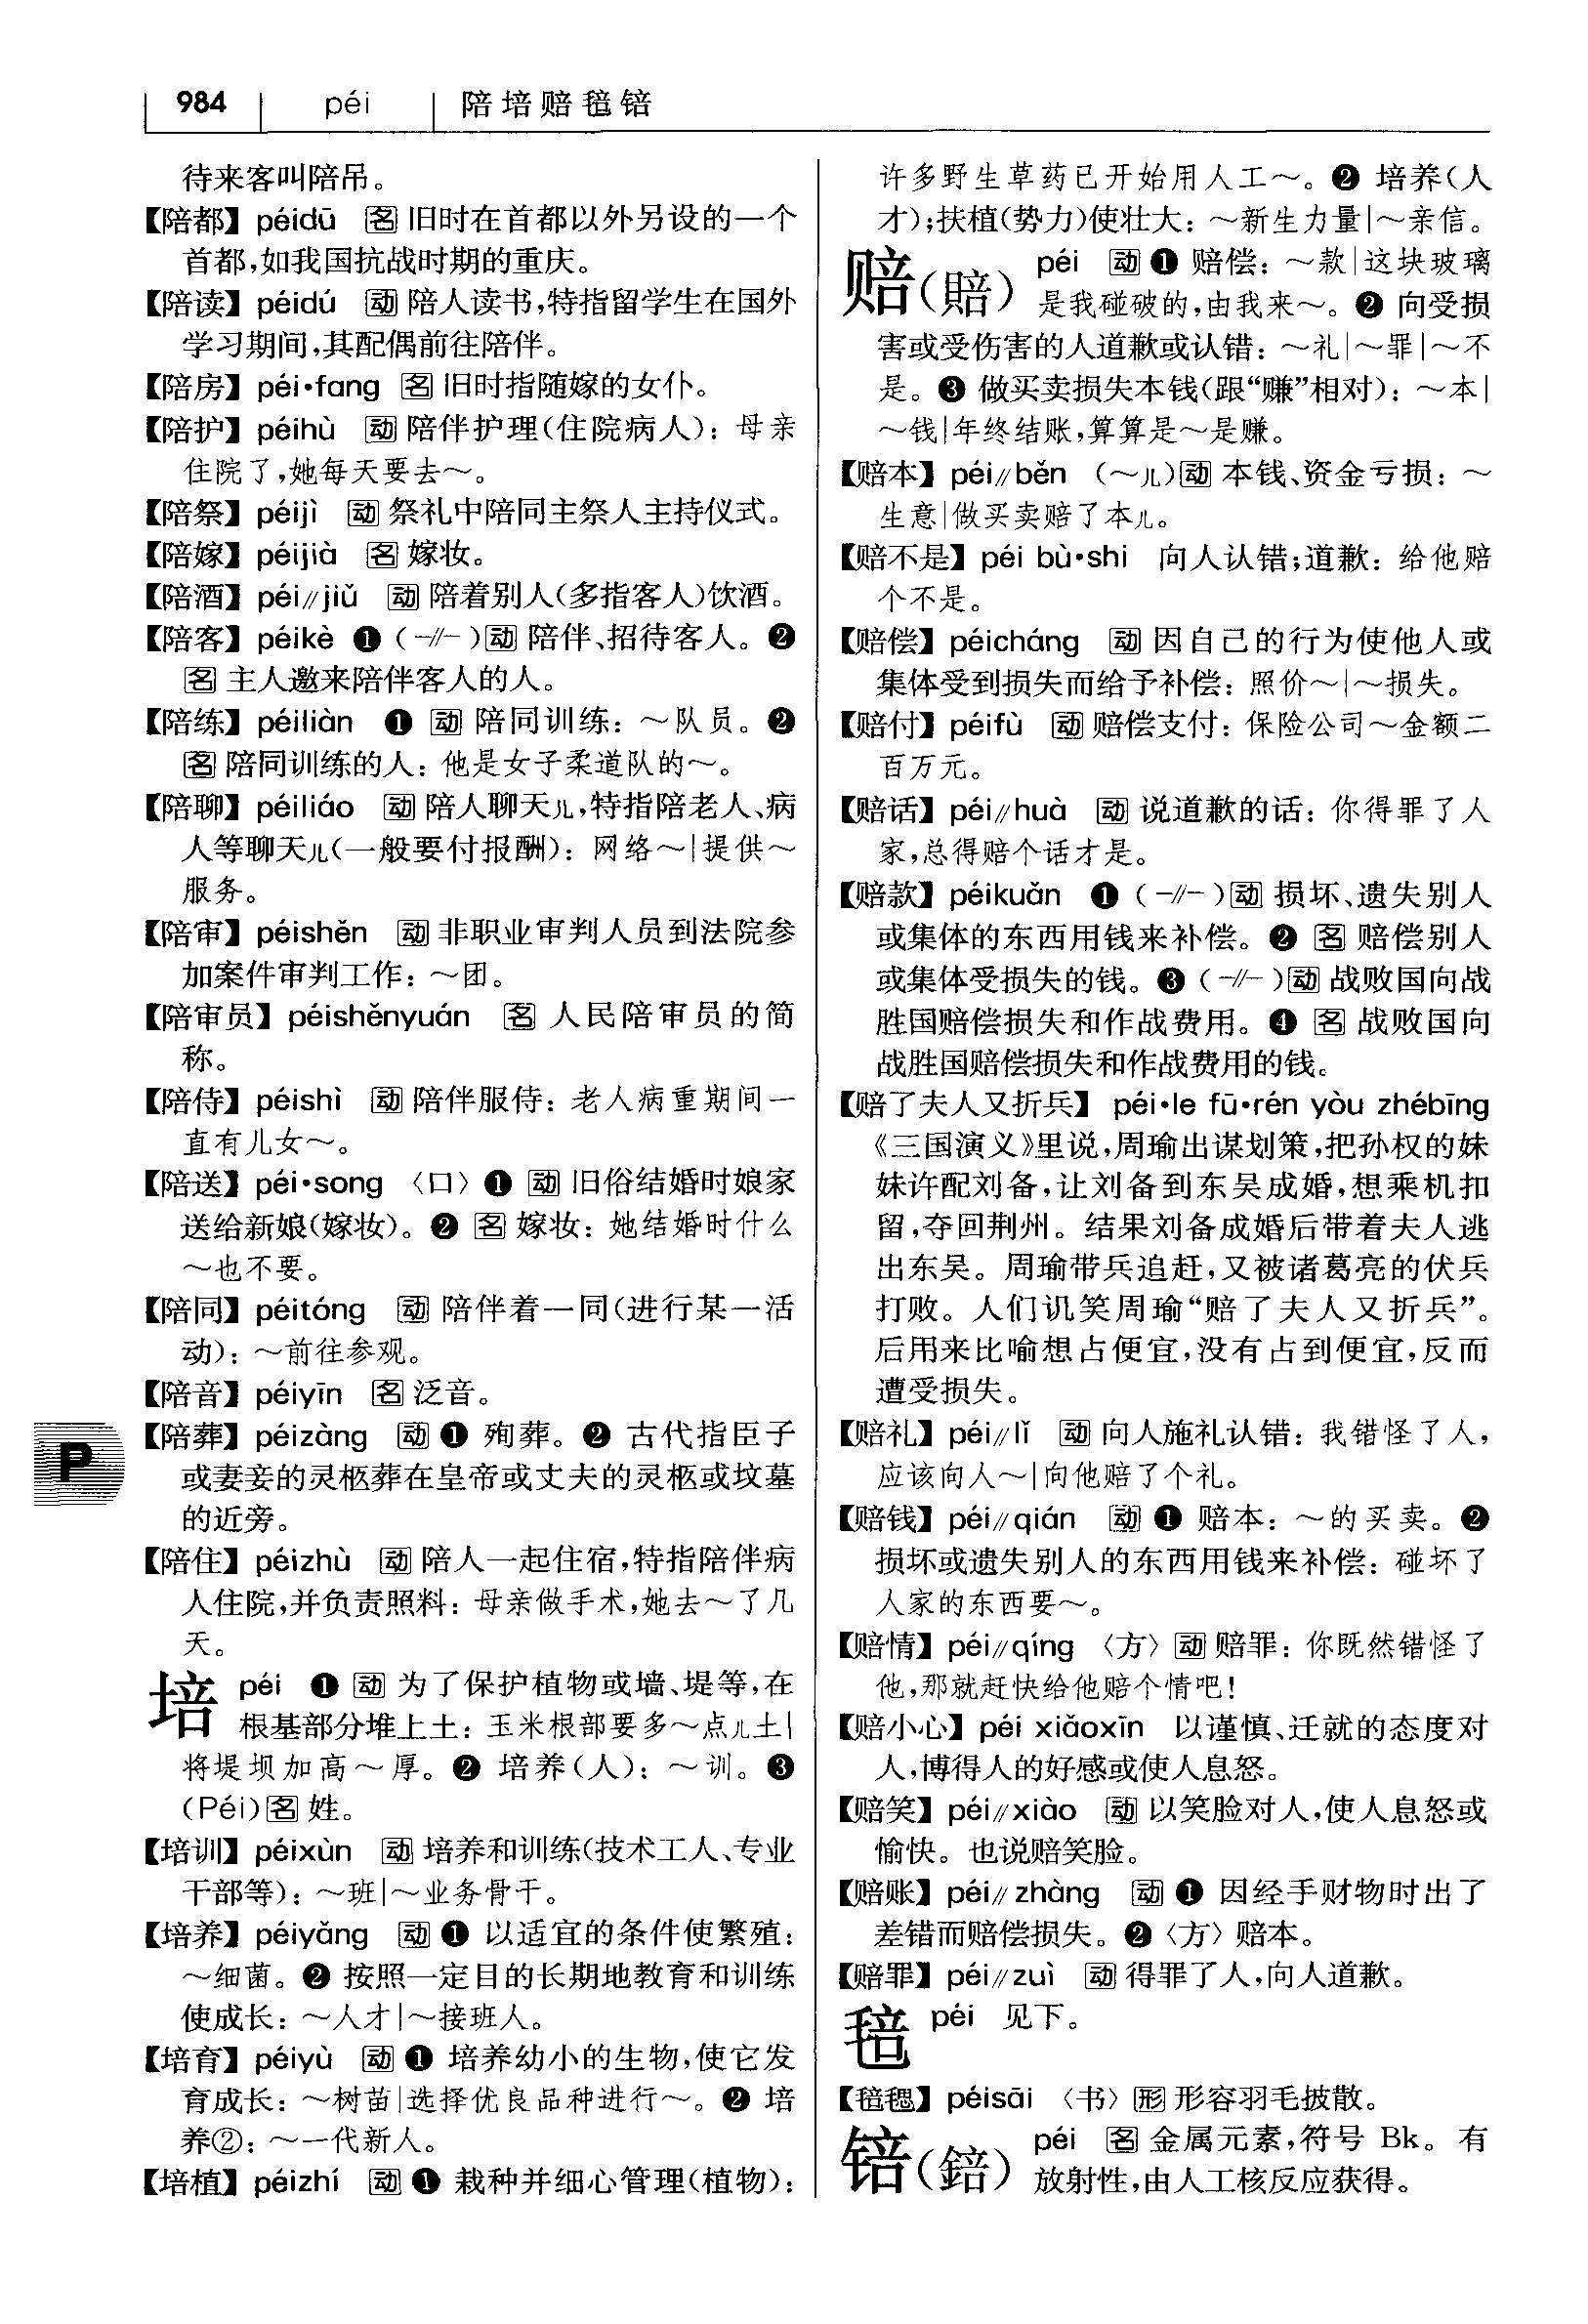 984 péi 陪培赔毰锫
待来客叫陪吊。
【陪都】péidū 名 旧时在首都以外另设的一个
首都,如我国抗战时期的重庆。
【陪读】péidú 动 陪人读书,特指留学生在国外
学习期间,其配偶前往陪伴。
【陪房】péi·fang 名 旧时指随嫁的女仆。
【陪护】péihù 动 陪伴护理(住院病人): 母亲
住院了,她每天要去～。
【陪祭】péijì 动 祭礼中陪同主祭人主持仪式。
【陪嫁】péijià 名 嫁妆。
【陪酒】péi∥jiǔ 动 陪着别人(多指客人)饮酒。
【陪客】péikè ❶(-∥-)动 陪伴、招待客人。❷
名 主人邀来陪伴客人的人。
【陪练】péiliàn ❶ 动 陪同训练: ～队员。❷
名 陪同训练的人: 他是女子柔道队的～。
【陪聊】péiliáo 动 陪人聊天儿,特指陪老人、病
人等聊天儿(一般要付报酬): 网络～|提供～
服务。
【陪审】péishěn 动 非职业审判人员到法院参
加案件审判工作: ～团。
【陪审员】péishěnyuán 名 人民陪审员的简
称。
【陪侍】péishì 动 陪伴服侍: 老人病重期间一
直有儿女～。
【陪送】péi·song 〈口〉❶ 动 旧俗结婚时娘家
送给新娘(嫁妆)。❷ 名 嫁妆: 她结婚时什么
～也不要。
【陪同】péitóng 动 陪伴着一同(进行某一活
动): ～前往参观。
【陪音】péiyīn 名 泛音。
【陪葬】péizàng 动 ❶ 殉葬。❷ 古代指臣子
或妻妾的灵柩葬在皇帝或丈夫的灵柩或坟墓
的近旁。
【陪住】péizhù 动 陪人一起住宿,特指陪伴病
人住院,并负责照料: 母亲做手术,她去～了几
天。
培 péi ❶ 动 为了保护植物或墙、堤等,在
根基部分堆上土: 玉米根部要多～点儿土|
将堤坝加高～厚。❷ 培养(人): ～训。❸
(Péi)名 姓。
【培训】péixùn 动 培养和训练(技术工人、专业
干部等): ～班|～业务骨干。
【培养】péiyǎng 动 ❶ 以适宜的条件使繁殖:
～细菌。❷ 按照一定目的长期地教育和训练
使成长: ～人才|～接班人。
【培育】péiyù 动 ❶ 培养幼小的生物,使它发
育成长: ～树苗|选择优良品种进行～。❷ 培
养②: ～一代新人。
【培植】péizhí 动 ❶ 栽种并细心管理(植物):
P
许多野生草药已开始用人工～。❷ 培养(人
才);扶植(势力)使壮大: ～新生力量|～亲信。
赔(賠) péi 动 ❶ 赔偿: ～款|这块玻璃
是我碰破的,由我来～。❷ 向受损
害或受伤害的人道歉或认错: ～礼|～罪|～不
是。❸ 做买卖损失本钱(跟“赚”相对): ～本|
～钱|年终结账,算算是～是赚。
【赔本】péi∥běn (～儿)动 本钱、资金亏损: ～
生意|做买卖赔了本儿。
【赔不是】péi bù·shi 向人认错;道歉: 给他赔
个不是。
【赔偿】péicháng 动 因自己的行为使他人或
集体受到损失而给予补偿: 照价～|～损失。
【赔付】péifù 动 赔偿支付: 保险公司～金额二
百万元。
【赔话】péi∥huà 动 说道歉的话: 你得罪了人
家,总得赔个话才是。
【赔款】péikuǎn ❶(-∥-)动 损坏、遗失别人
或集体的东西用钱来补偿。❷ 名 赔偿别人
或集体受损失的钱。❸(-∥-)动 战败国向战
胜国赔偿损失和作战费用。❹ 名 战败国向
战胜国赔偿损失和作战费用的钱。
【赔了夫人又折兵】péi·le fū·rén yòu zhébīng
《三国演义》里说,周瑜出谋划策,把孙权的妹
妹许配刘备,让刘备到东吴成婚,想乘机扣
留,夺回荆州。结果刘备成婚后带着夫人逃
出东吴。周瑜带兵追赶,又被诸葛亮的伏兵
打败。人们讥笑周瑜“赔了夫人又折兵”。
后用来比喻想占便宜,没有占到便宜,反而
遭受损失。
【赔礼】péi∥lǐ 动 向人施礼认错: 我错怪了人,
应该向人～|向他赔了个礼。
【赔钱】péi∥qián 动 ❶ 赔本: ～的买卖。❷
损坏或遗失别人的东西用钱来补偿: 碰坏了
人家的东西要～。
【赔情】péi∥qíng 〈方〉动 赔罪: 你既然错怪了
他,那就赶快给他赔个情吧!
【赔小心】péi xiǎoxīn 以谨慎、迁就的态度对
人,博得人的好感或使人息怒。
【赔笑】péi∥xiào 动 以笑脸对人,使人息怒或
愉快。也说赔笑脸。
【赔账】péi∥zhàng 动 ❶ 因经手财物时出了
差错而赔偿损失。❷〈方〉赔本。
【赔罪】péi∥zuì 动 得罪了人,向人道歉。
毰 péi 见下。
【毰毸】péisāi 〈书〉形 形容羽毛披散。
锫(錇) péi 名 金属元素,符号 Bk。有
放射性,由人工核反应获得。